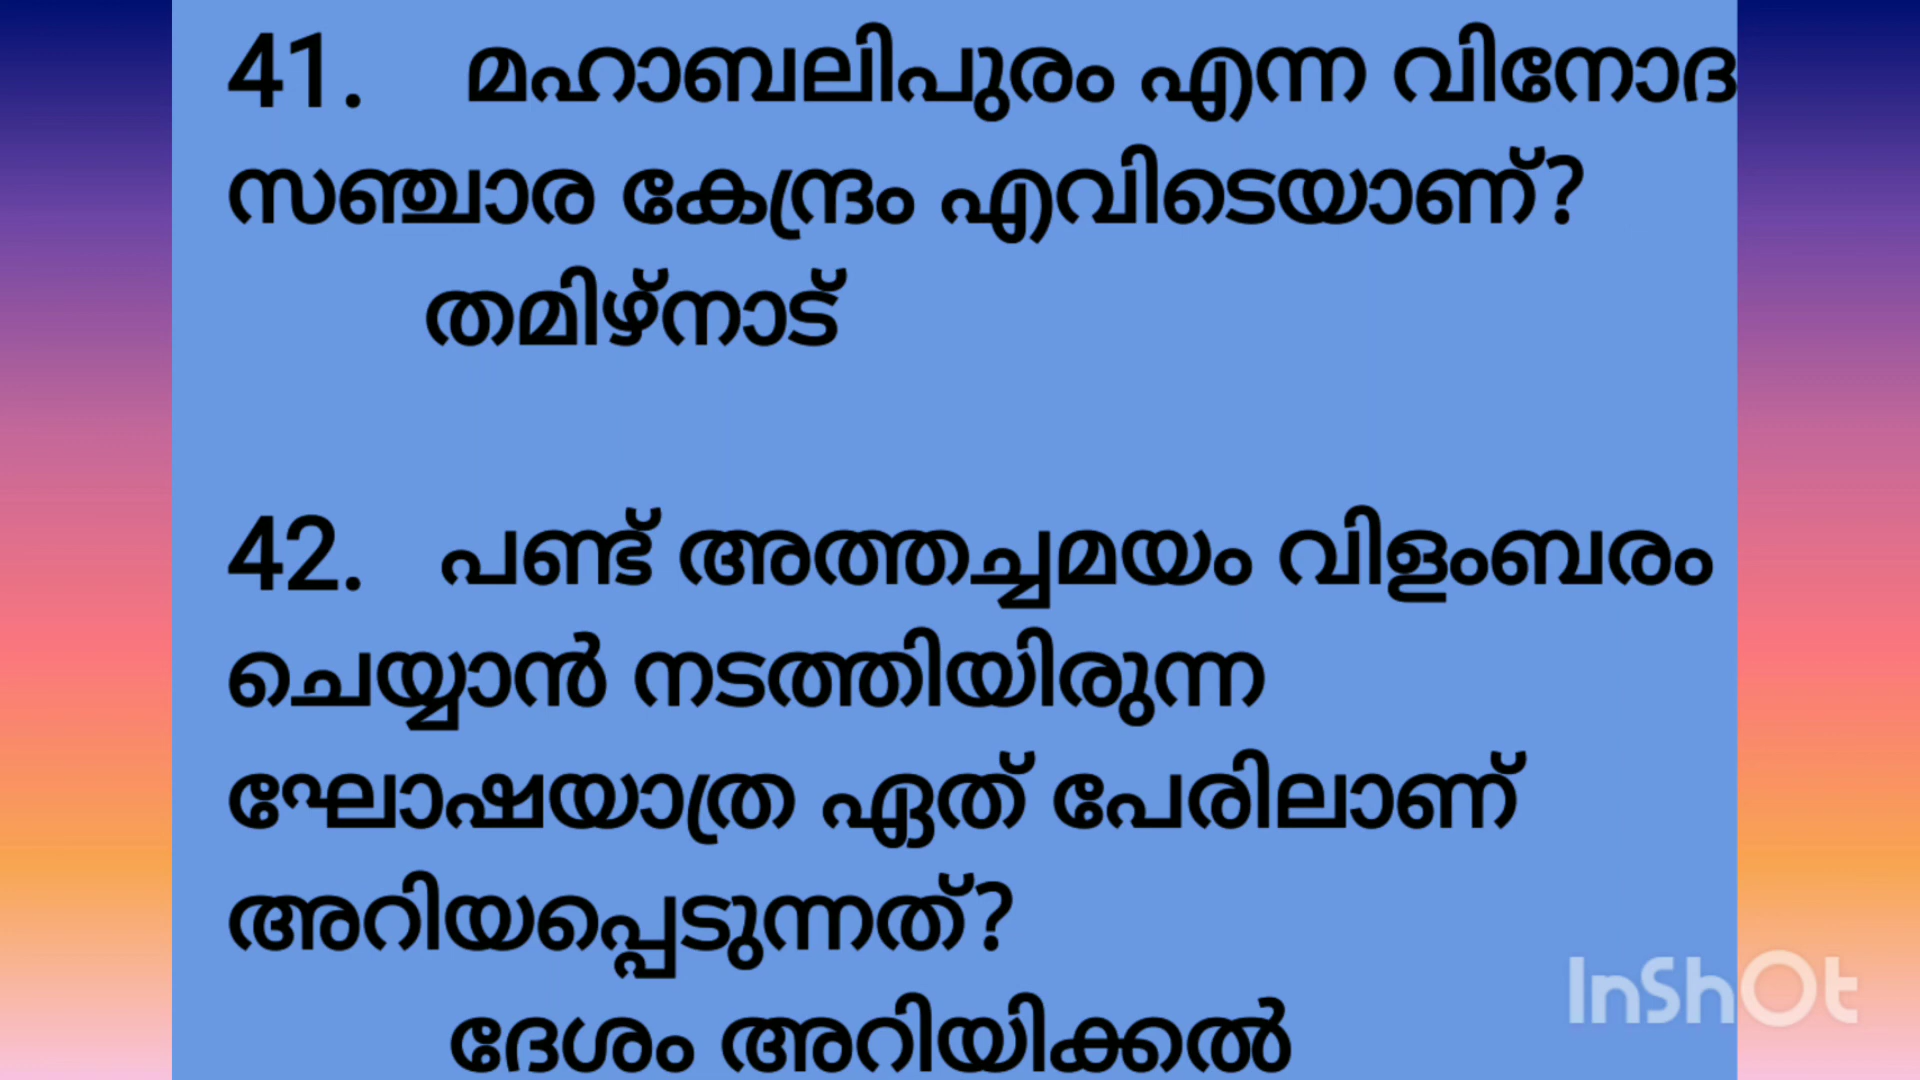 41. മഹാബലിപുരം എന്ന വിനോദ
സഞ്ചാര കേന്ദ്രം എവിടെയാണ്?
തമിഴ്നാട്
42. പണ്ട് അത്തച്ചമയം വിളംബരം
ചെയ്യാൻ നടത്തിയിരുന്ന
ഘോഷയാത്ര ഏത് പേരിലാണ്
അറിയപ്പെടുന്നത്?
ദേശം അറിയിക്കൽ
InShOt